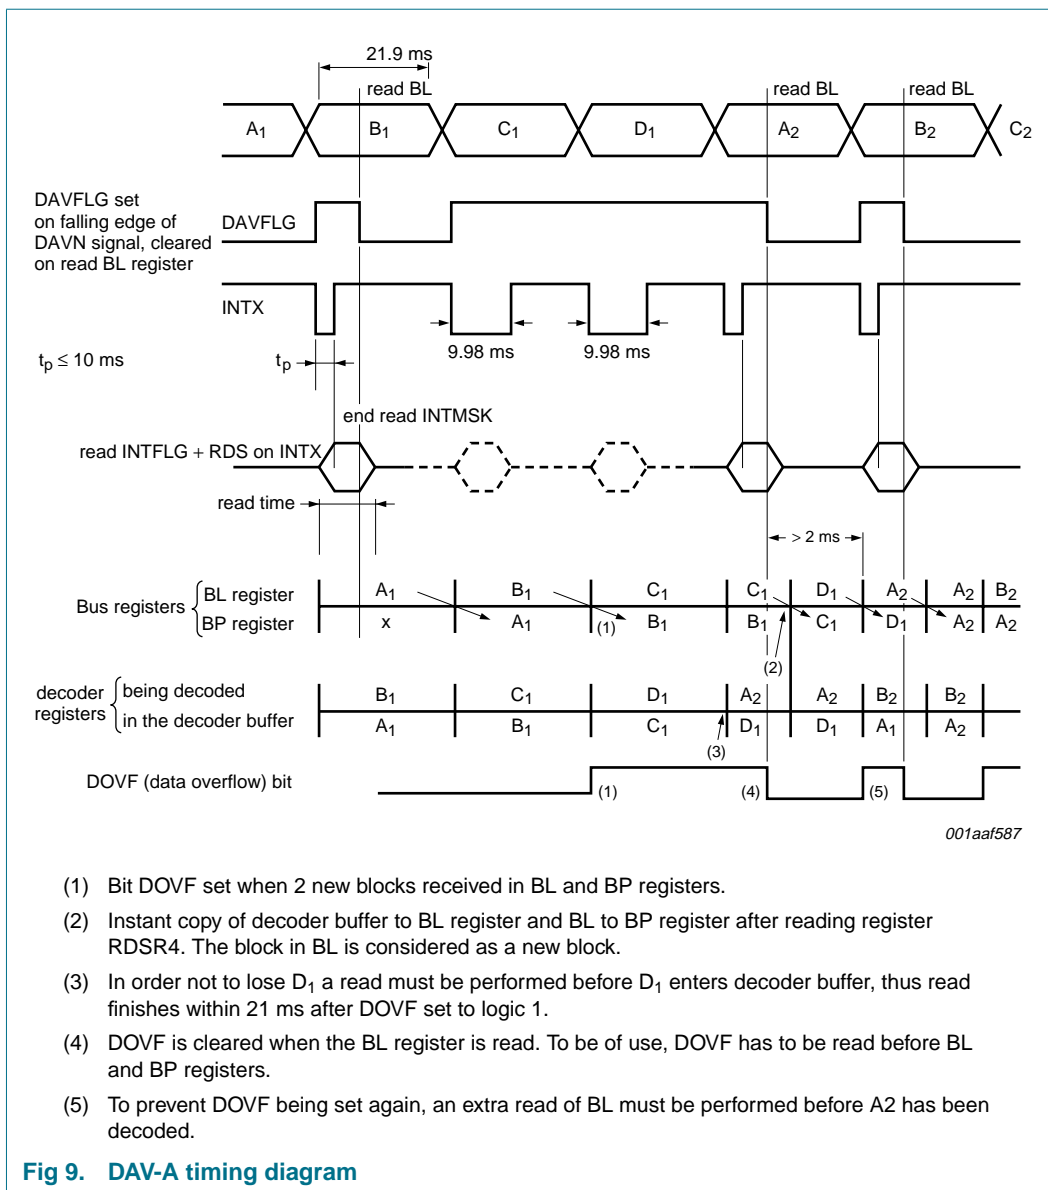 21.9 ms
read BL read BL read BL
A1 B1 C1 D1 A2 B2 C2
DAVFLG set
on falling edge of
DAVN signal, cleared
on read BL register
DAVFLG
INTX
9.98 ms 9.98 ms
tp ≤ 10 ms tp
end read INTMSK
read INTFLG + RDS on INTX
read time
> 2 ms
Bus registers
BL register A1 B1 C1 C1 D1 A2 A2 B2
BP register x A1 (1) B1 B1 C1 D1 A2 A2
(2)
decoder registers
being decoded B1 C1 D1 A2 A2 B2 B2
in the decoder buffer A1 B1 C1 D1 D1 A1 A2
(3)
DOVF (data overflow) bit (1) (4) (5)
001aaf587
(1) Bit DOVF set when 2 new blocks received in BL and BP registers.
(2) Instant copy of decoder buffer to BL register and BL to BP register after reading register
RDSR4. The block in BL is considered as a new block.
(3) In order not to lose D1 a read must be performed before D1 enters decoder buffer, thus read
finishes within 21 ms after DOVF set to logic 1.
(4) DOVF is cleared when the BL register is read. To be of use, DOVF has to be read before BL
and BP registers.
(5) To prevent DOVF being set again, an extra read of BL must be performed before A2 has been
decoded.
Fig 9. DAV-A timing diagram